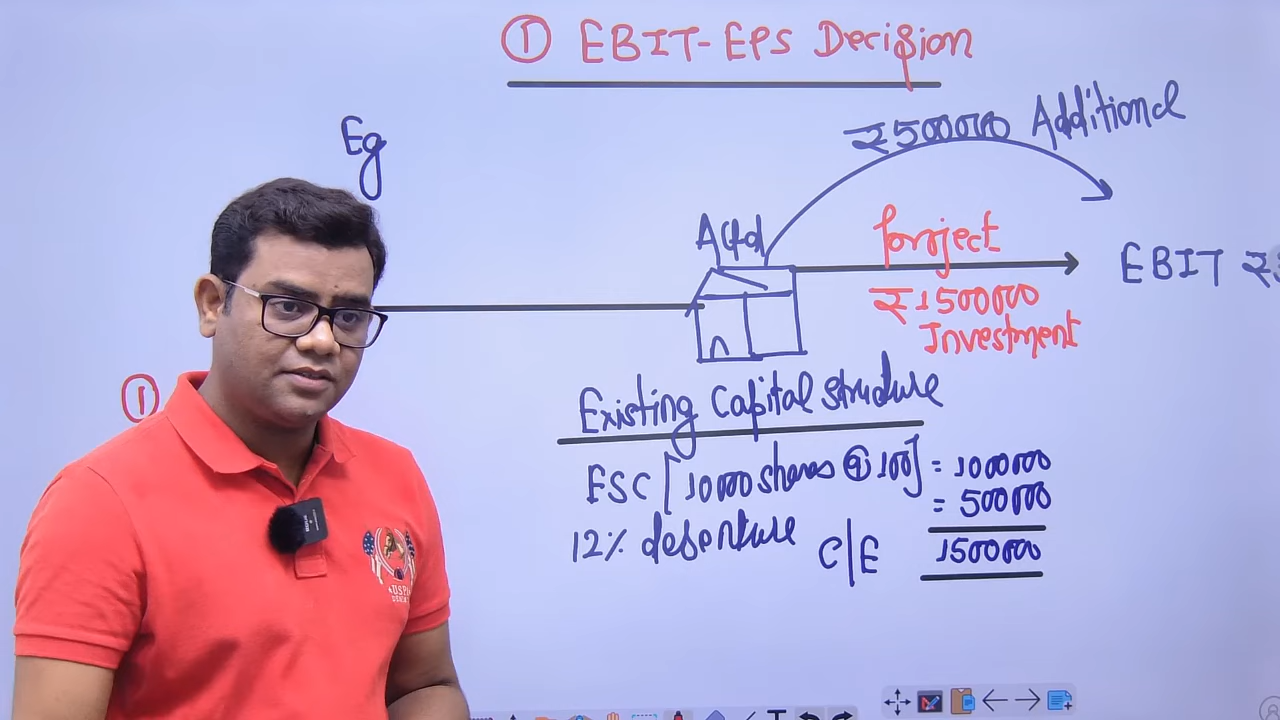 ① EBIT-EPS Decision
₹500000 Additional
Eg
A Ltd
Project
EBIT ₹
₹1500000
Investment
①
Existing Capital structure
ESC [10000 shares @ 100] = 1000000
= 500000
12% debenture
C/E 1500000